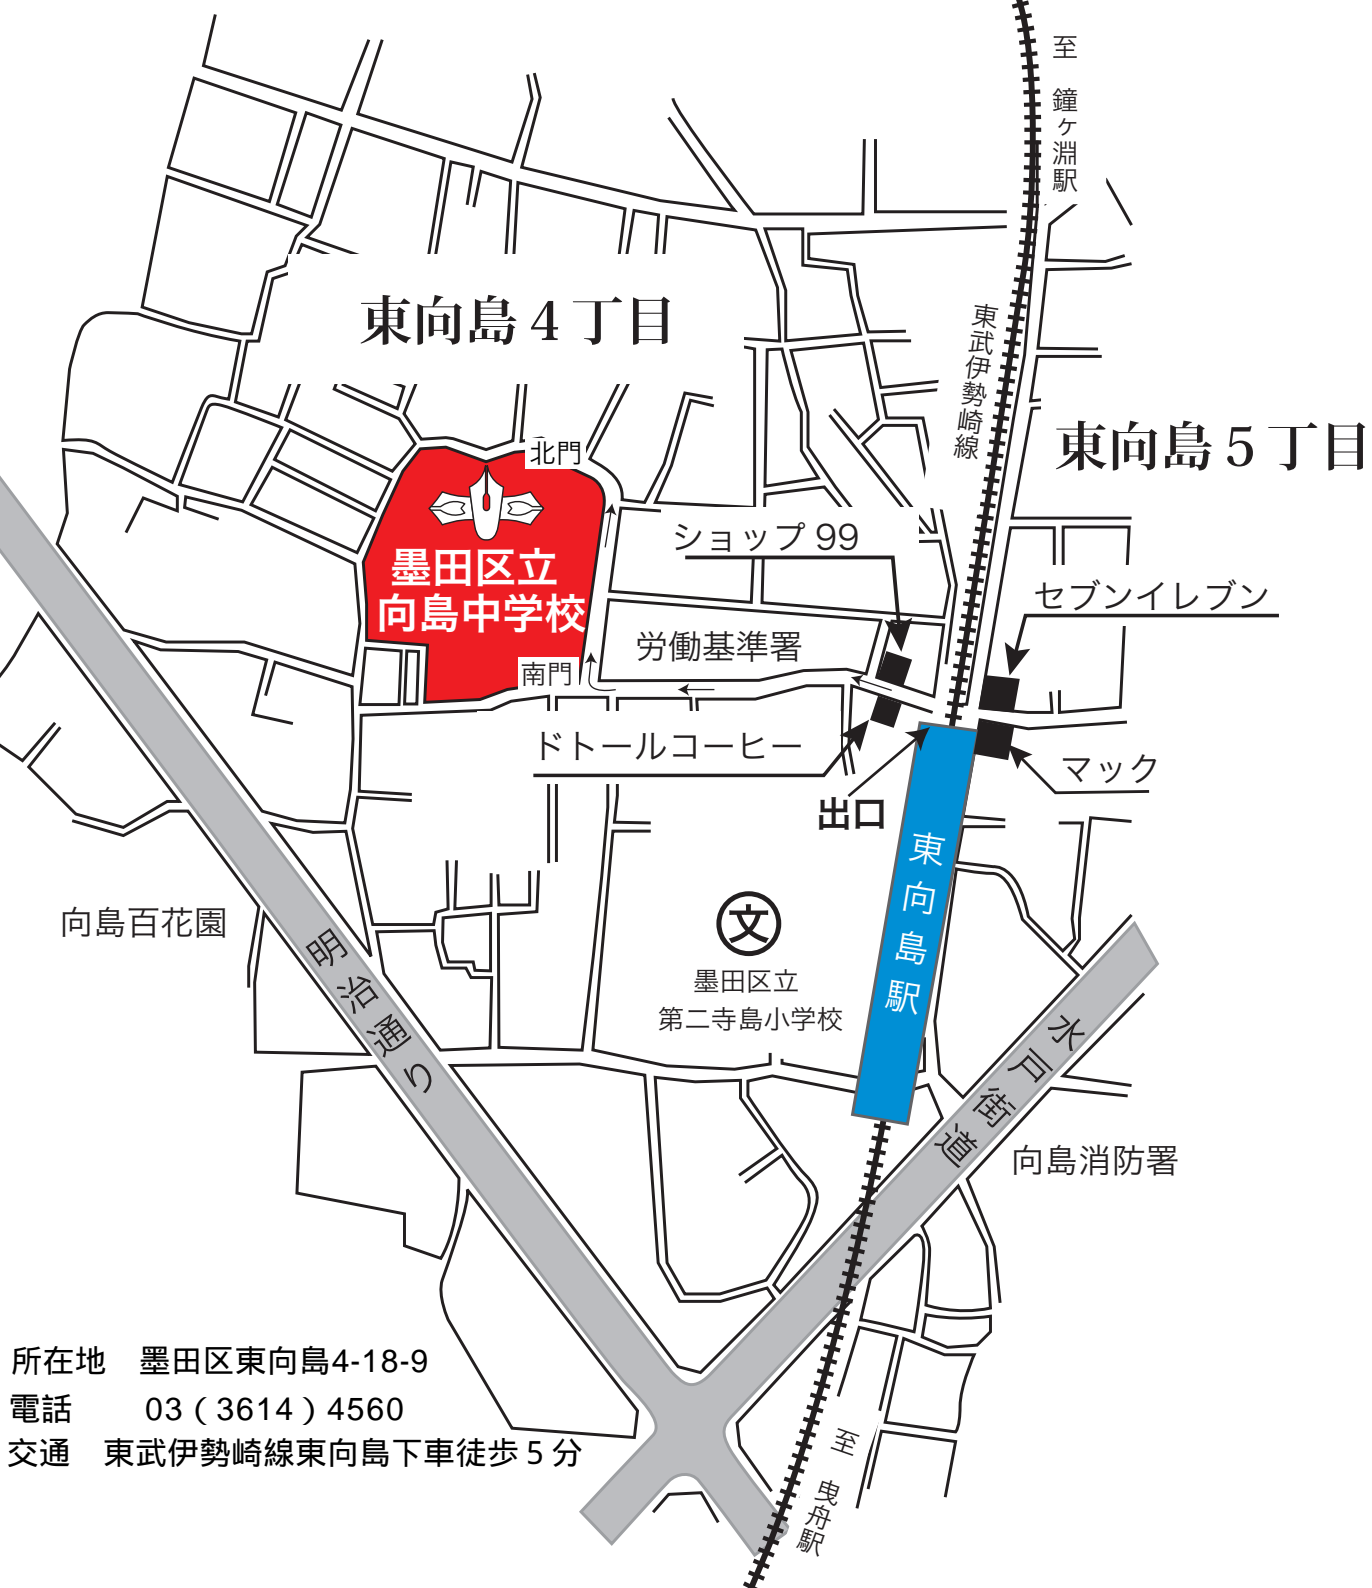 至 鐘ヶ淵駅
東向島4丁目
東武伊勢崎線
東向島5丁目
北門
ショップ 99
墨田区立
向島中学校
セブンイレブン
労働基準署
南門
ドトールコーヒー
マック
出口
東向島駅
文
向島百花園
明治通り
墨田区立
第二寺島小学校
水戸街道
向島消防署
所在地 墨田区東向島4-18-9
電話 03（3614）4560
交通 東武伊勢崎線東向島下車徒歩5分
至 曳舟駅